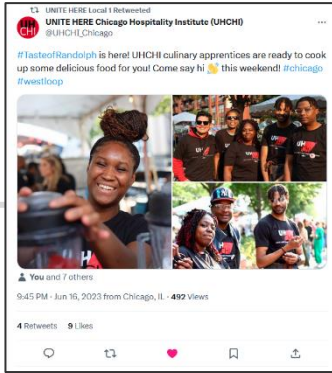 UNITE HERE Local 1 Retweeted
UNITE HERE Chicago Hospitality Institute (UHCHI)
@UHCHI_Chicago
#TasteofRandolph is here! UHCHI culinary apprentices are ready to cook
up some delicious food for you! Come say hi 👋 this weekend! #chicago
#westloop
You and 7 others
9:45 PM · Jun 16, 2023 from Chicago, IL · 492 Views
4 Retweets 9 Likes